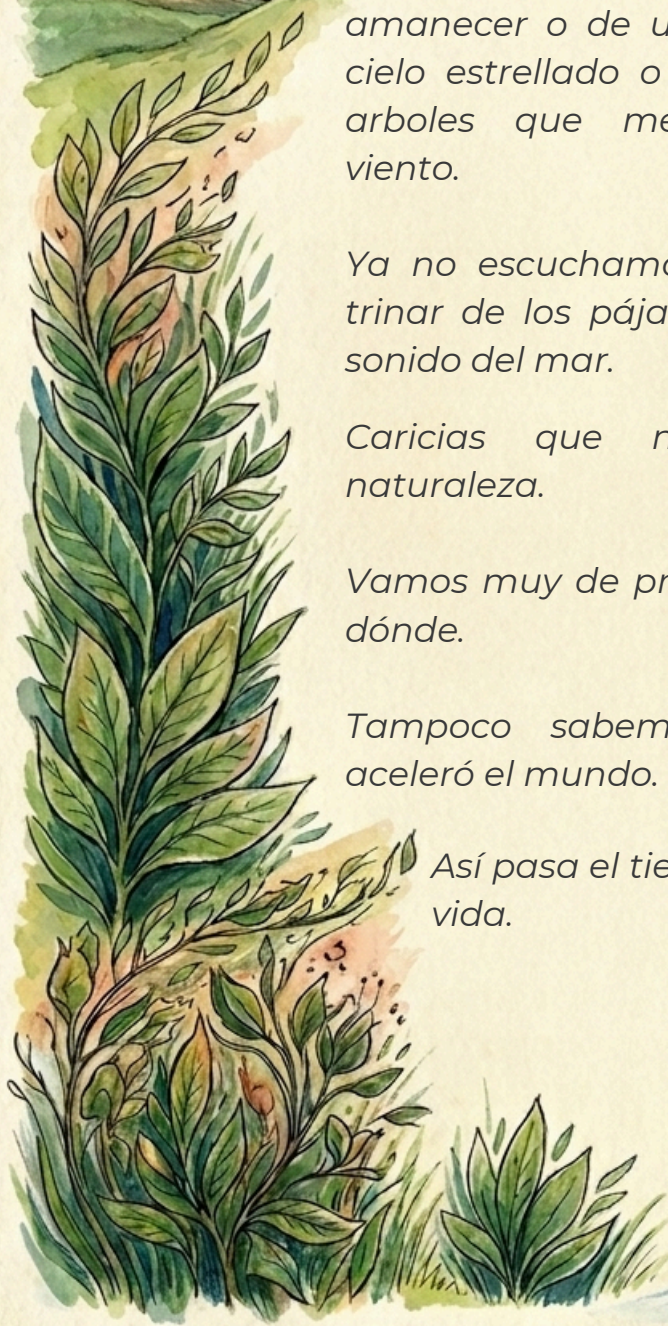 amanecer o de u
cielo estrellado o
arboles que me
viento.
Ya no escuchamo
trinar de los pája
sonido del mar.
Caricias que n
naturaleza.
Vamos muy de pr
dónde.
Tampoco sabem
aceleró el mundo.
Así pasa el tie
vida.